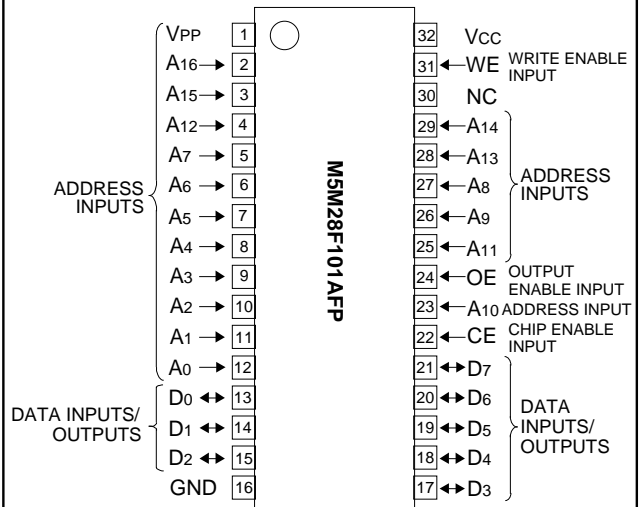 VPP 1 32 VCC
A16 2 31 WE WRITE ENABLE INPUT
A15 3 30 NC
A12 4 29 A14
A7 5 28 A13
A6 6 27 A8
A5 7 26 A9
A4 8 25 A11
A3 9 24 OE OUTPUT ENABLE INPUT
A2 10 23 A10 ADDRESS INPUT
A1 11 22 CE CHIP ENABLE INPUT
A0 12 21 D7
D0 13 20 D6
D1 14 19 D5
D2 15 18 D4
GND 16 17 D3
ADDRESS
INPUTS
DATA INPUTS/
OUTPUTS
M5M28F101AFP
ADDRESS
INPUTS
DATA
INPUTS/
OUTPUTS